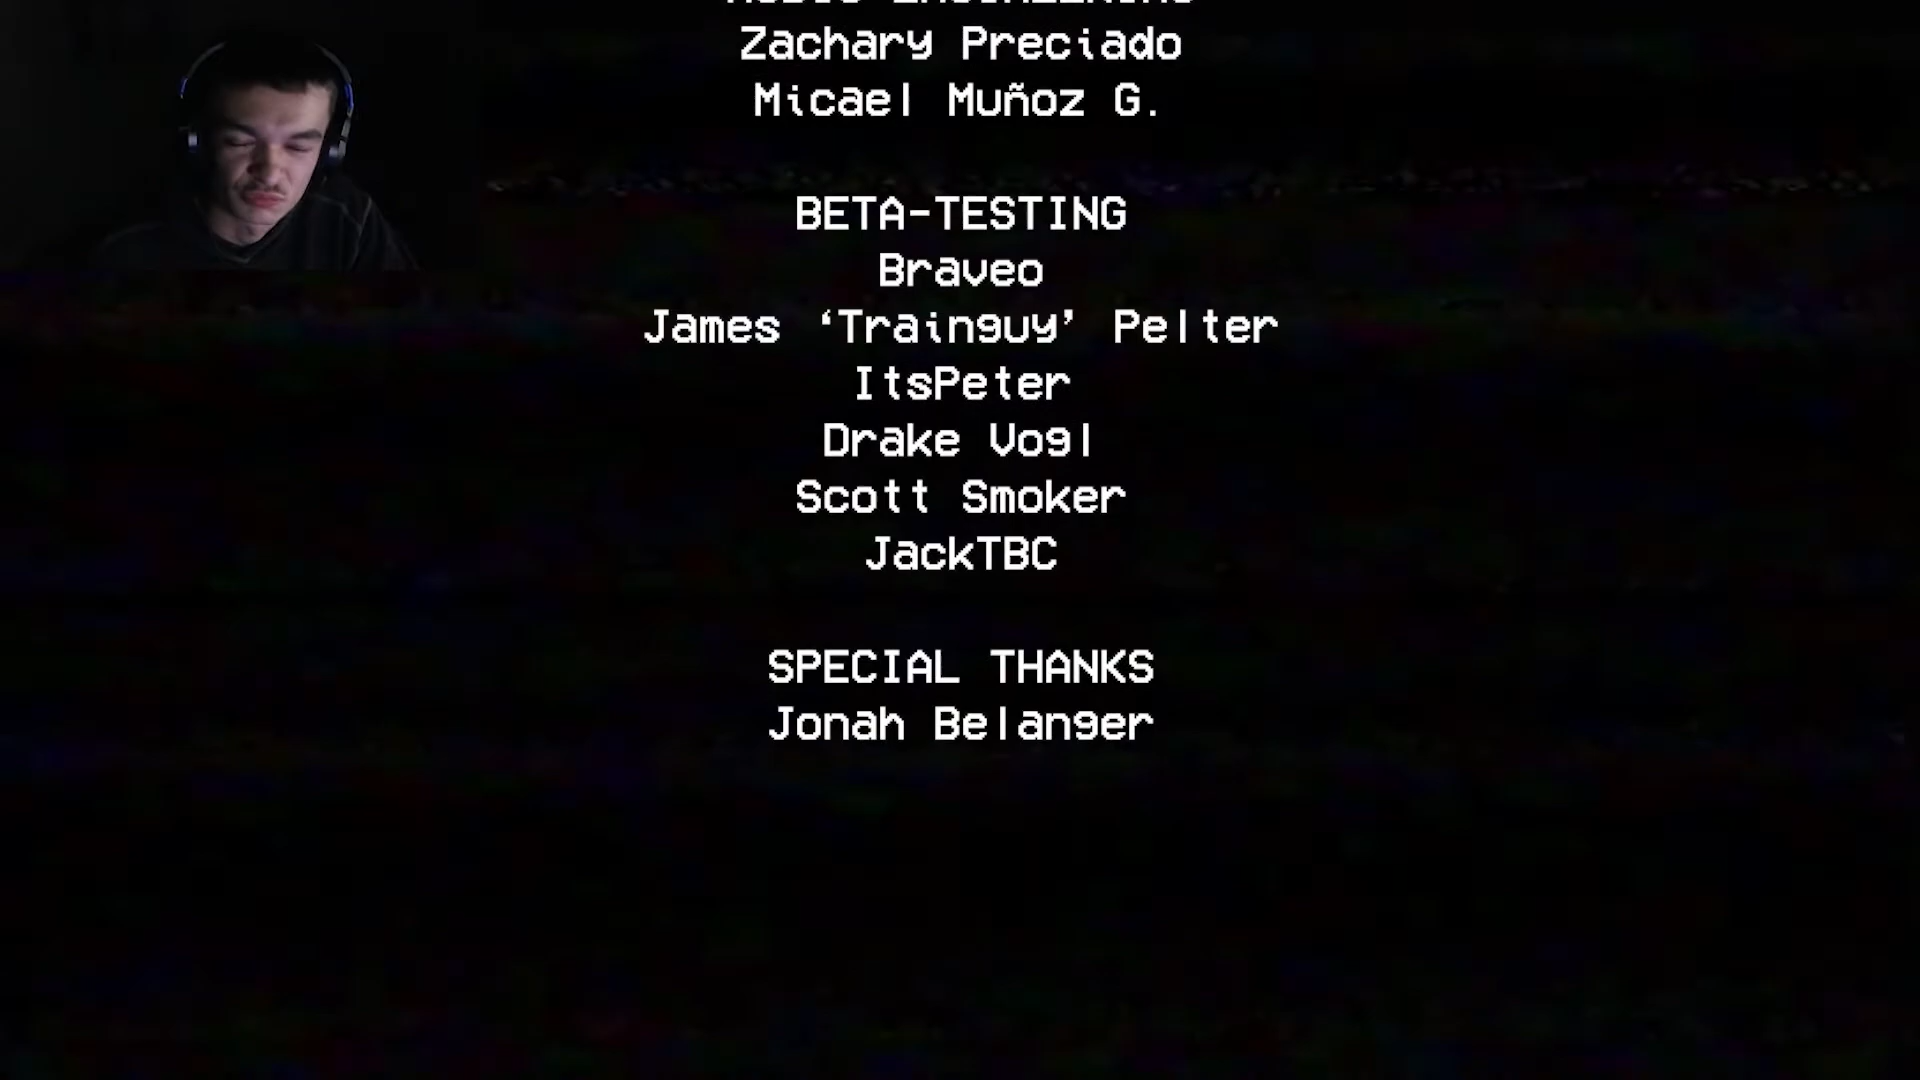 Zachary Preciado
Micael Muñoz G.
BETA-TESTING
Braveo
James ‘Trainguy’ Pelter
ItsPeter
Drake Vogl
Scott Smoker
JackTBC
SPECIAL THANKS
Jonah Belanger